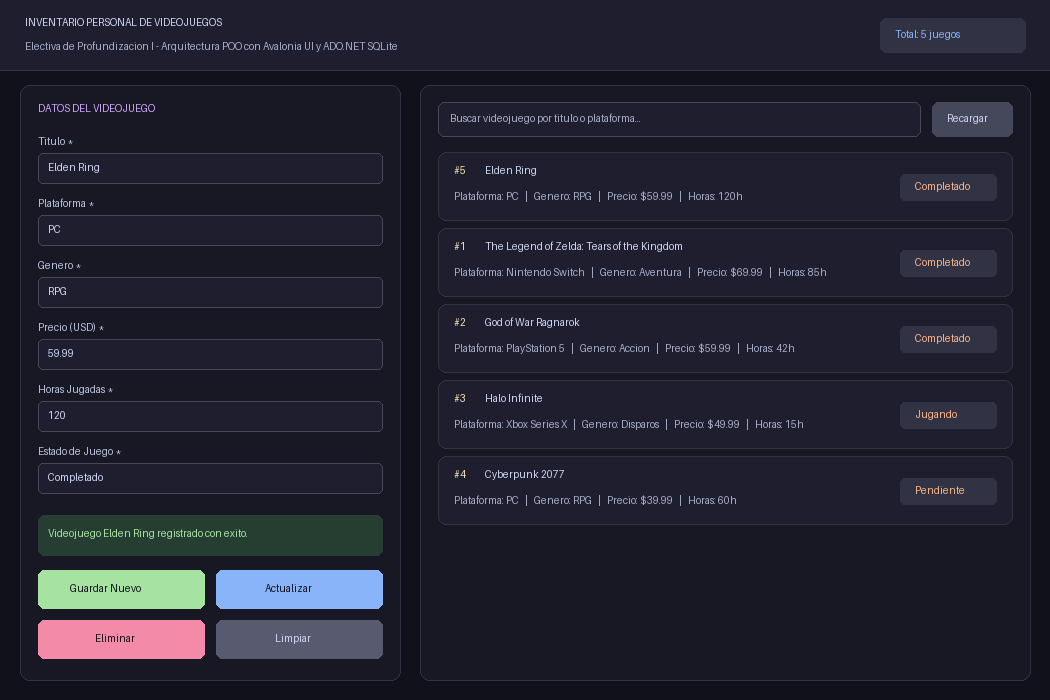 INVENTARIO PERSONAL DE VIDEOJUEGOS
Electiva de Profundizacion I - Arquitectura POO con Avalonia UI y ADO.NET SQLite
Total: 5 juegos
DATOS DEL VIDEOJUEGO
Titulo *
Elden Ring
Plataforma *
PC
Genero *
RPG
Precio (USD) *
59.99
Horas Jugadas *
120
Estado de Juego *
Completado
Videojuego Elden Ring registrado con exito.
Guardar Nuevo
Actualizar
Eliminar
Limpiar
Buscar videojuego por titulo o plataforma...
Recargar
#5 Elden Ring
Plataforma: PC | Genero: RPG | Precio: $59.99 | Horas: 120h
Completado
#1 The Legend of Zelda: Tears of the Kingdom
Plataforma: Nintendo Switch | Genero: Aventura | Precio: $69.99 | Horas: 85h
Completado
#2 God of War Ragnarok
Plataforma: PlayStation 5 | Genero: Accion | Precio: $59.99 | Horas: 42h
Completado
#3 Halo Infinite
Plataforma: Xbox Series X | Genero: Disparos | Precio: $49.99 | Horas: 15h
Jugando
#4 Cyberpunk 2077
Plataforma: PC | Genero: RPG | Precio: $39.99 | Horas: 60h
Pendiente